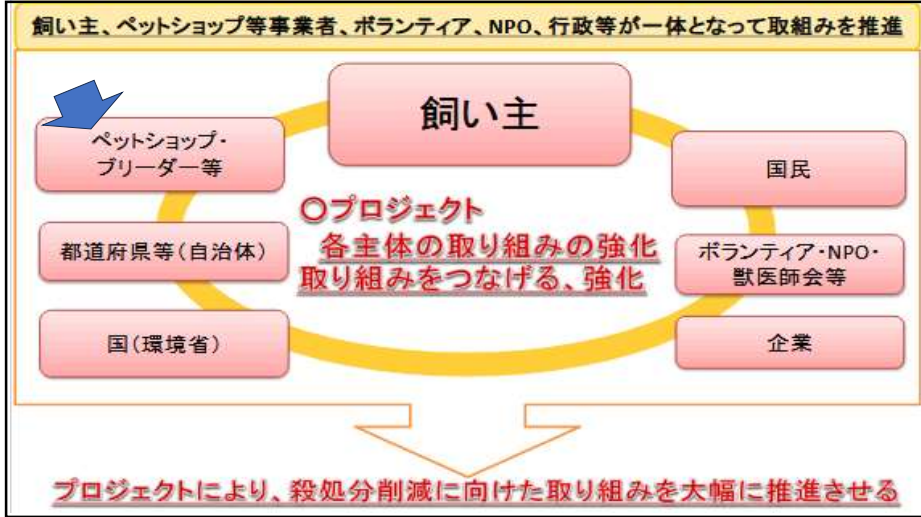 飼い主、ペットショップ等事業者、ボランティア、NPO、行政等が一体となって取組みを推進
飼い主
ペットショップ・
ブリーダー等
国民
〇プロジェクト
各主体の取り組みの強化
取り組みをつなげる、強化
都道府県等(自治体)
ボランティア・NPO・
獣医師会等
国(環境省)
企業
プロジェクトにより、殺処分削減に向けた取り組みを大幅に推進させる